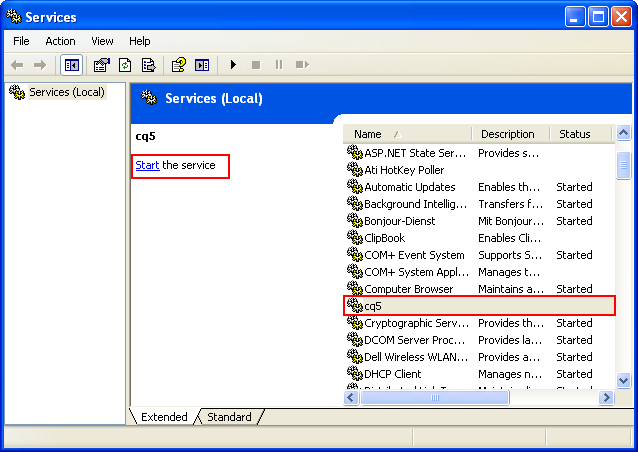 Services
File Action View Help
Services (Local)
Services (Local)
cq5
Start the service
Name Description Status
ASP.NET State Ser... Provides s...
Ati HotKey Poller
Automatic Updates Enables th... Started
Background Intellig... Transfers f... Started
Bonjour-Dienst Mit Bonjour... Started
ClipBook Enables Cli...
COM+ Event System Supports S... Started
COM+ System Appl... Manages t...
Computer Browser Maintains a... Started
cq5
Cryptographic Serv... Provides th... Started
DCOM Server Proc... Provides la... Started
Dell Wireless WLAN... Provides a... Started
DHCP Client Manages n... Started
Extended Standard